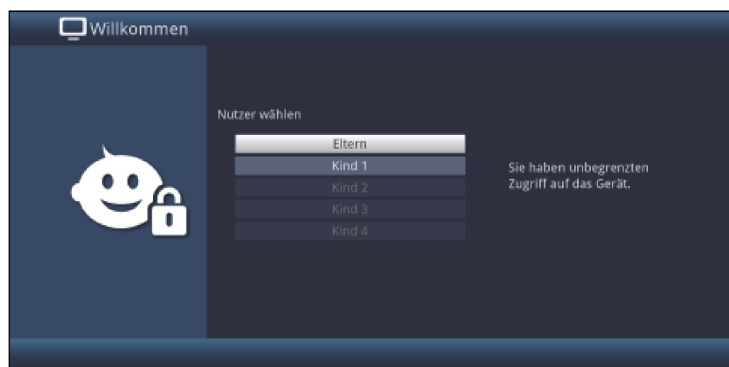 Willkommen
Nutzer wählen
Eltern
Kind 1
Kind 2
Kind 3
Kind 4
Sie haben unbegrenzten
Zugriff auf das Gerät.